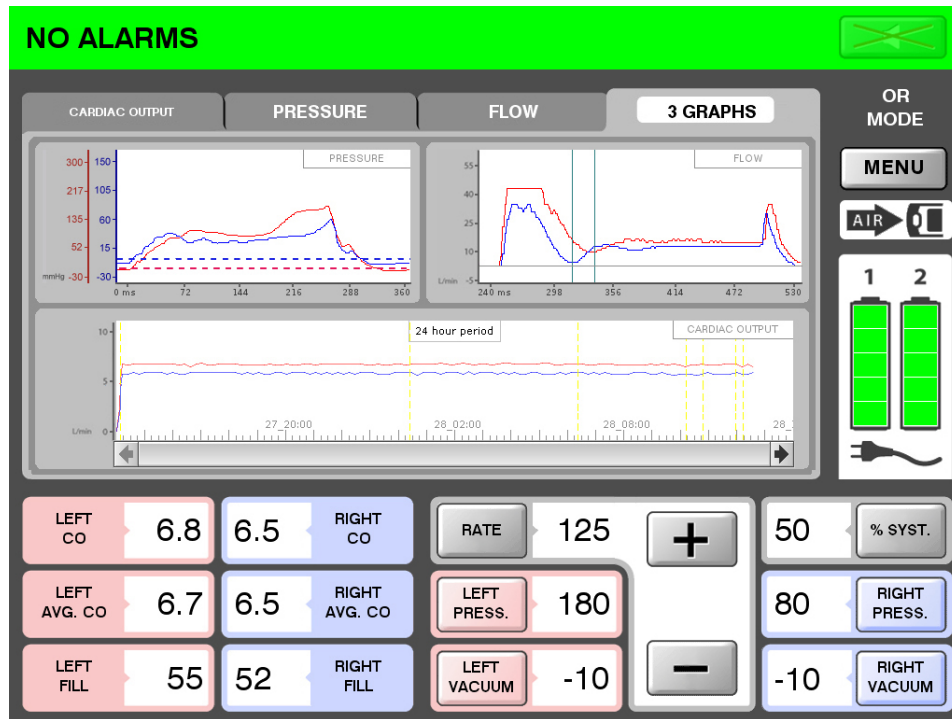 NO ALARMS
CARDIAC OUTPUT
PRESSURE
FLOW
3 GRAPHS
OR
MODE
MENU
AIR
1 2
PRESSURE
300 150
217 105
135 60
52 15
mmHg -30 -30
0 ms 72 144 216 288 360
FLOW
55
40
25
10
L/min -5
240 ms 298 356 414 472 530
24 hour period
CARDIAC OUTPUT
10
5
L/min 0
27_20:00 28_02:00 28_08:00
LEFT
CO
6.8
6.5
RIGHT
CO
RATE
125
+
50
% SYST.
LEFT
AVG. CO
6.7
6.5
RIGHT
AVG. CO
LEFT
PRESS.
180
80
RIGHT
PRESS.
LEFT
FILL
55
52
RIGHT
FILL
LEFT
VACUUM
-10
−
-10
RIGHT
VACUUM